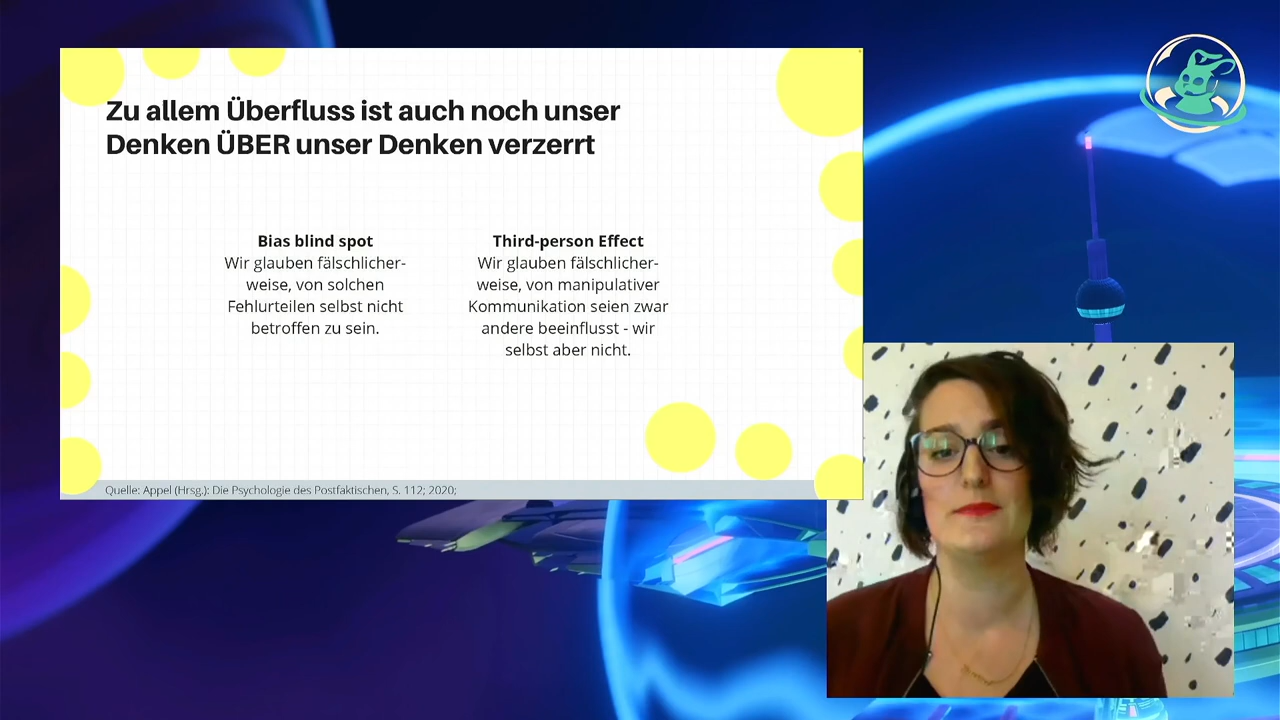 Zu allem Überfluss ist auch noch unser
Denken ÜBER unser Denken verzerrt
Bias blind spot
Wir glauben fälschlicher-
weise, von solchen
Fehlurteilen selbst nicht
betroffen zu sein.
Third-person Effect
Wir glauben fälschlicher-
weise, von manipulativer
Kommunikation seien zwar
andere beeinflusst - wir
selbst aber nicht.
Quelle: Appel (Hrsg.): Die Psychologie des Postfaktischen, S. 112; 2020;